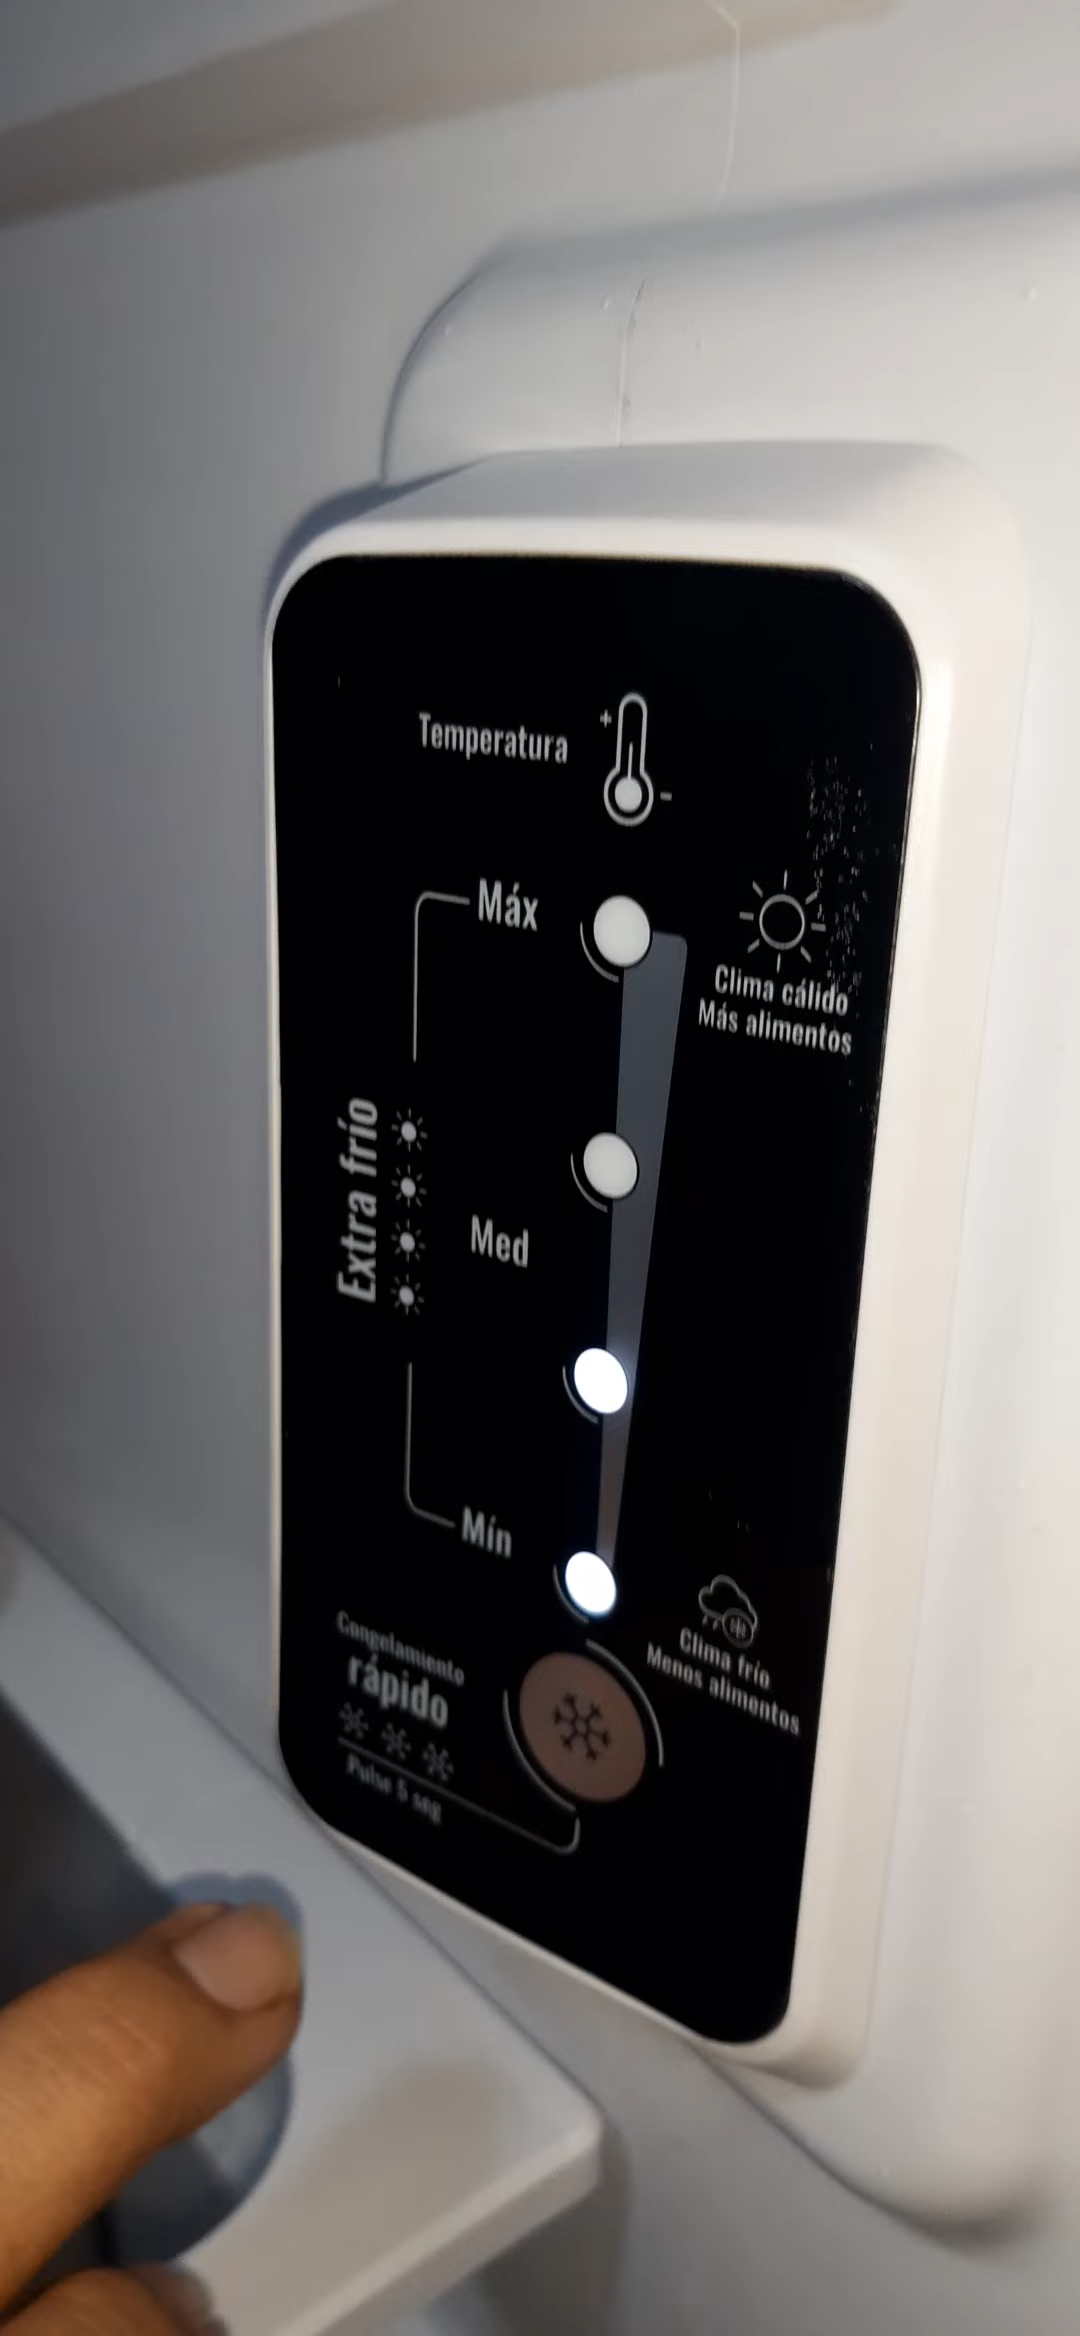 Temperatura
+
-
Máx
Clima cálido
Más alimentos
Extra frío
Med
Mín
Clima frío
Menos alimentos
Congelamiento
rápido
Pulse 5 seg